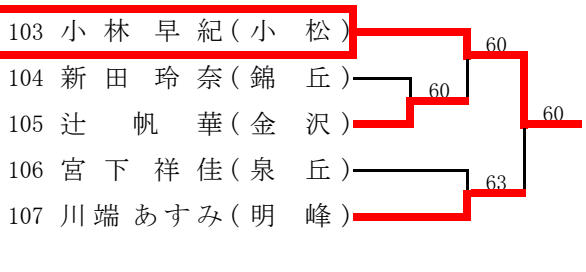 103 小 林 早 紀(小 松)
60
104 新 田 玲 奈(錦 丘)
60
105 辻 帆 華(金 沢)
60
106 宮 下 祥 佳(泉 丘)
63
107 川端 あすみ(明 峰)